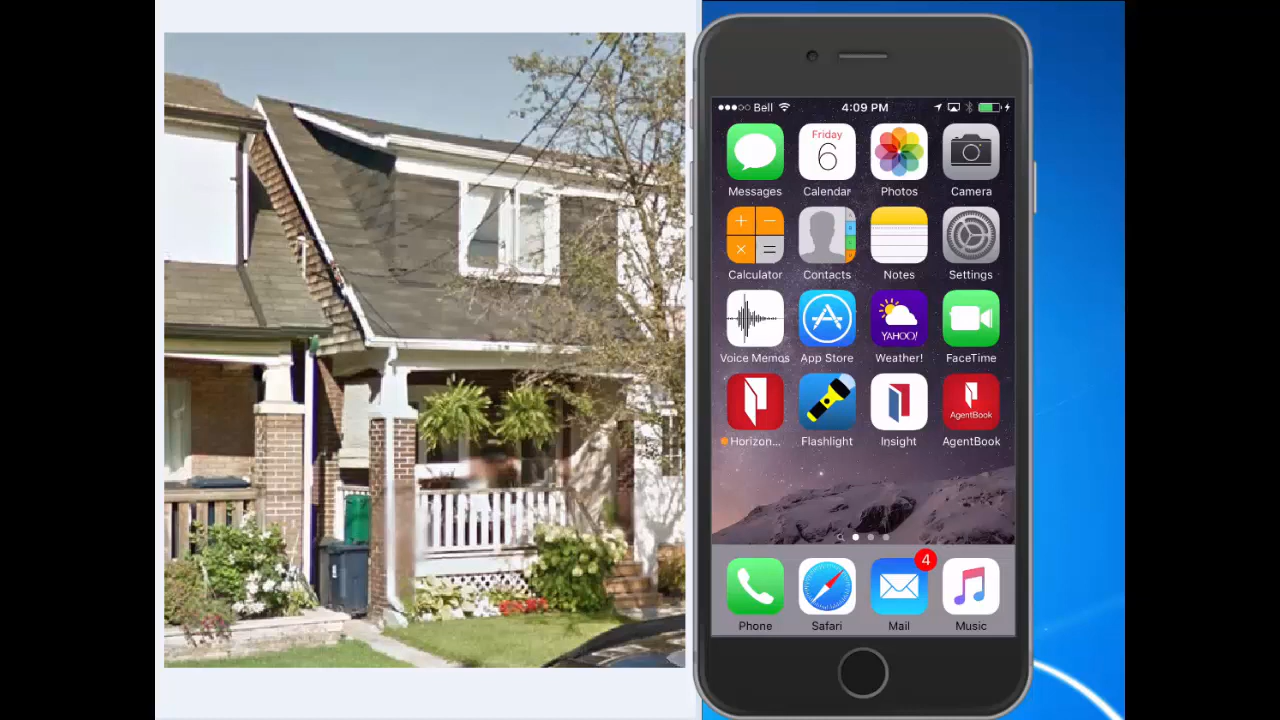 Bell 4:09 PM
Friday
6
Messages Calendar Photos Camera
Calculator Contacts Notes Settings
YAHOO!
Voice Memos App Store Weather! FaceTime
AgentBook
Horizon... Flashlight Insight AgentBook
4
Phone Safari Mail Music